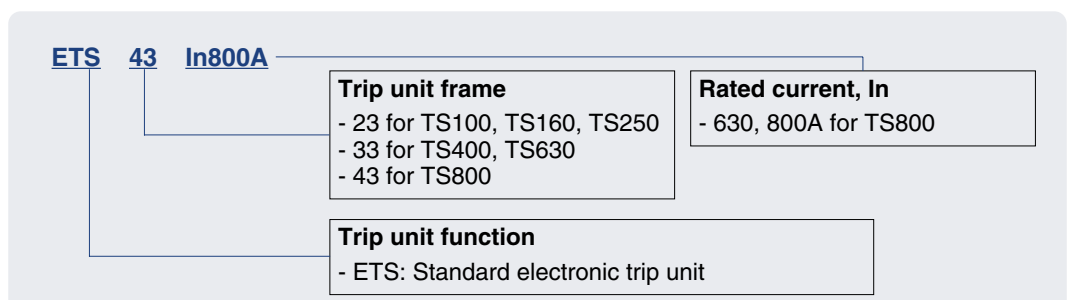 ETS 43 In800A
Trip unit frame
- 23 for TS100, TS160, TS250
- 33 for TS400, TS630
- 43 for TS800
Rated current, In
- 630, 800A for TS800
Trip unit function
- ETS: Standard electronic trip unit